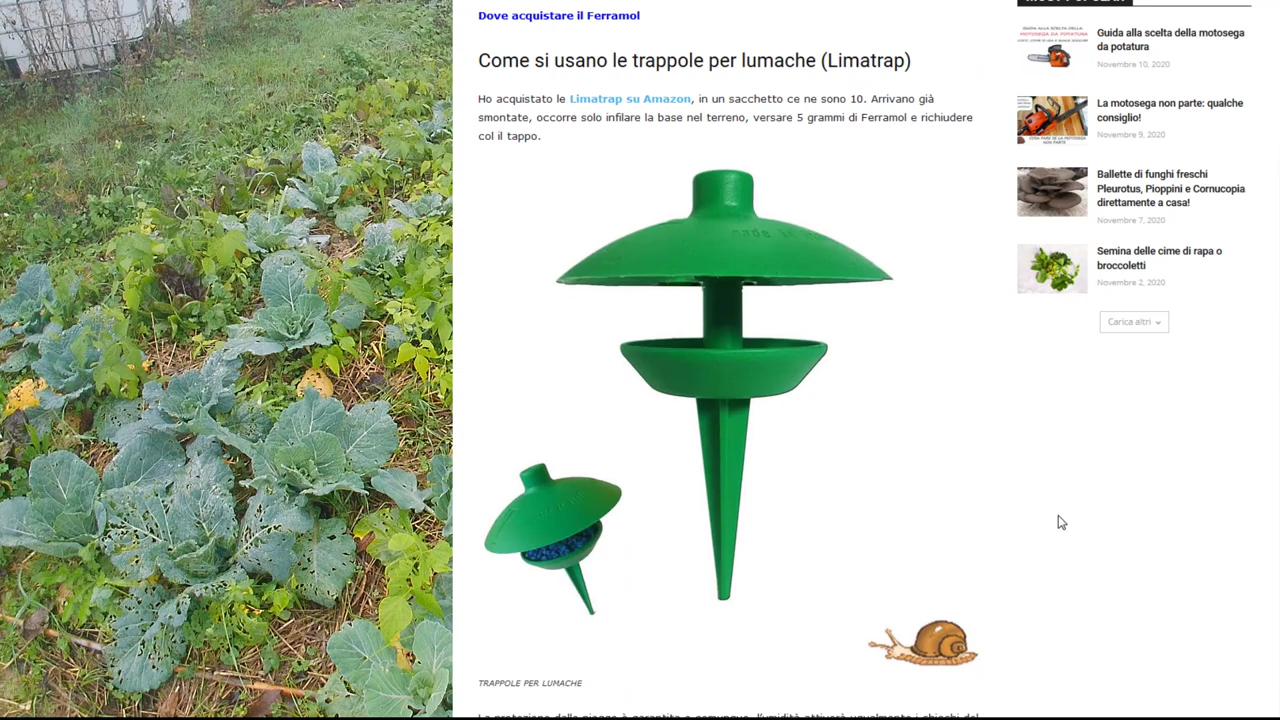 Dove acquistare il Ferramol
Come si usano le trappole per lumache (Limatrap)
Ho acquistato le Limatrap su Amazon, in un sacchetto ce ne sono 10. Arrivano già
smontate, occorre solo infilare la base nel terreno, versare 5 grammi di Ferramol e richiudere
col il tappo.
TRAPPOLE PER LUMACHE
Guida alla scelta della motosega
da potatura
Novembre 10, 2020
La motosega non parte: qualche
consiglio!
Novembre 9, 2020
Ballette di funghi freschi
Pleurotus, Pioppini e Cornucopia
direttamente a casa!
Novembre 7, 2020
Semina delle cime di rapa o
broccoletti
Novembre 2, 2020
Carica altri